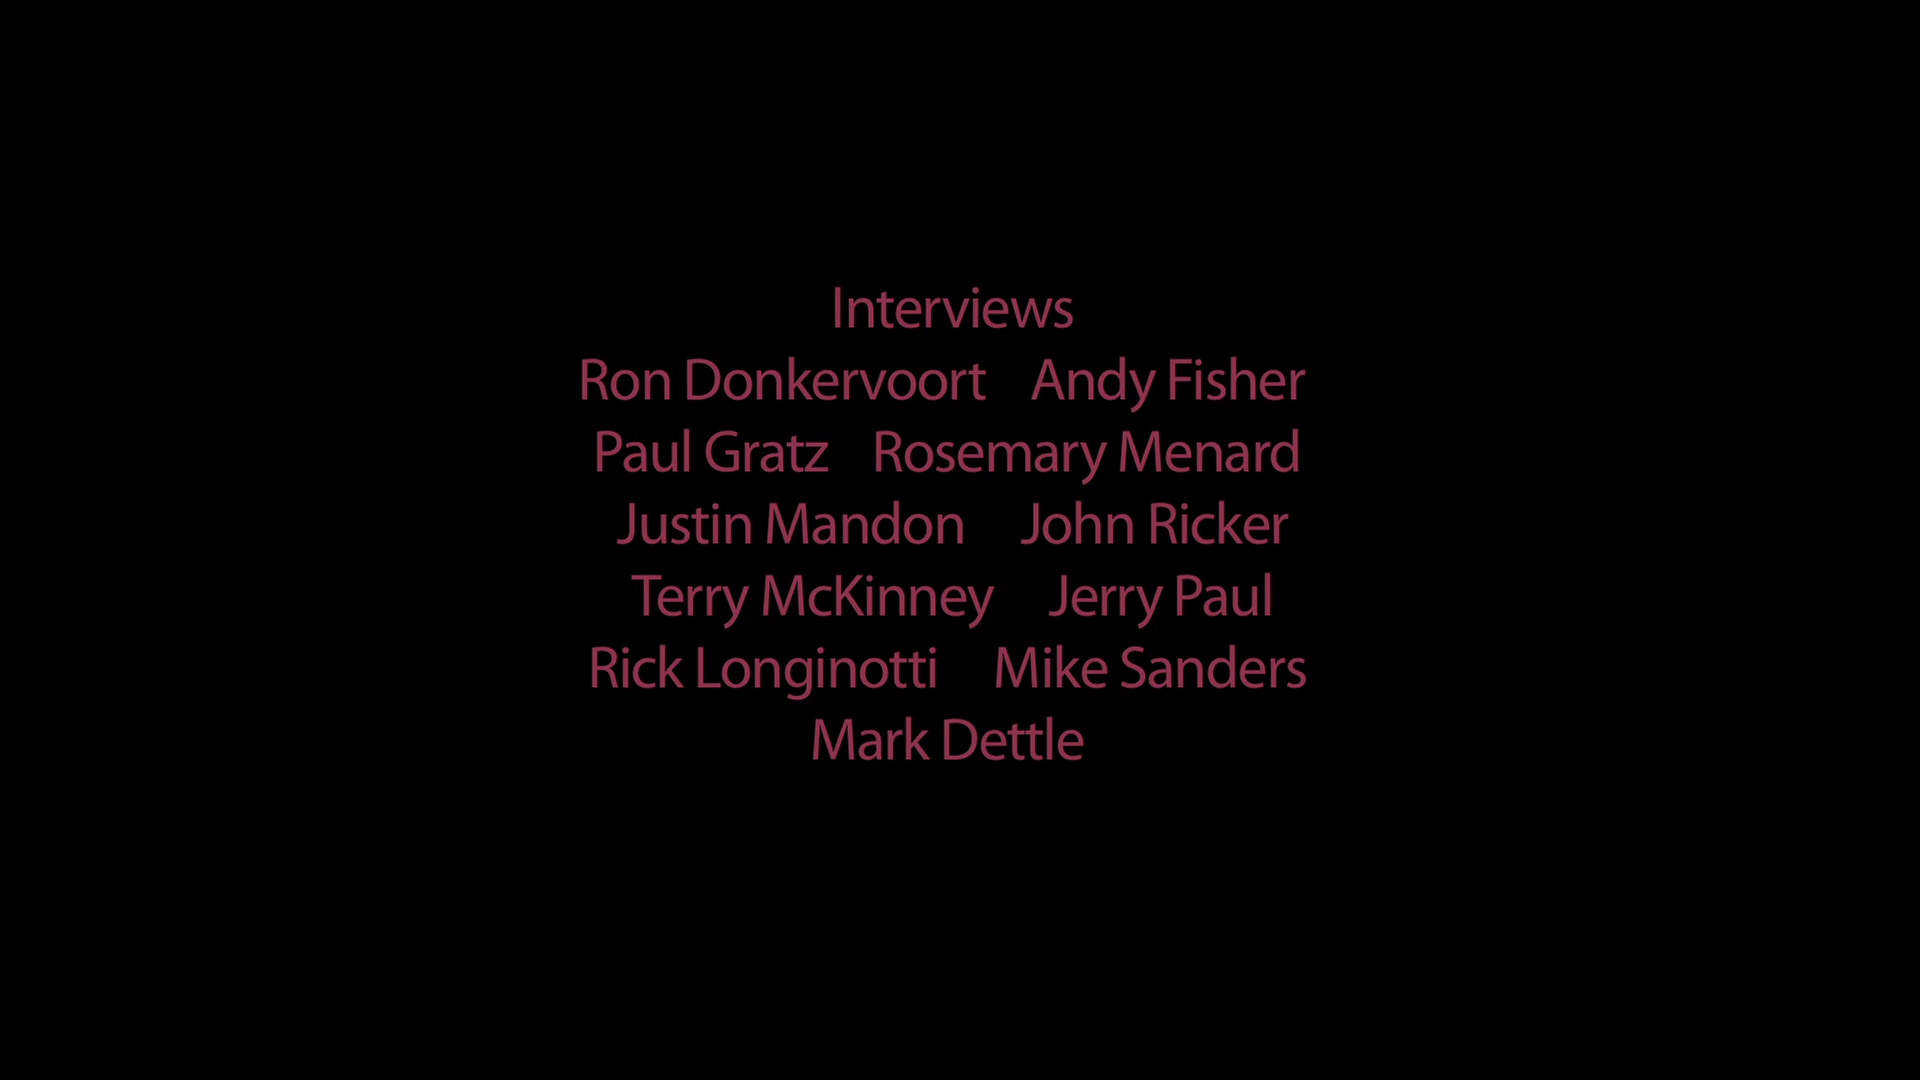 Interviews
Ron Donkervoort Andy Fisher
Paul Gratz Rosemary Menard
Justin Mandon John Ricker
Terry McKinney Jerry Paul
Rick Longinotti Mike Sanders
Mark Dettle